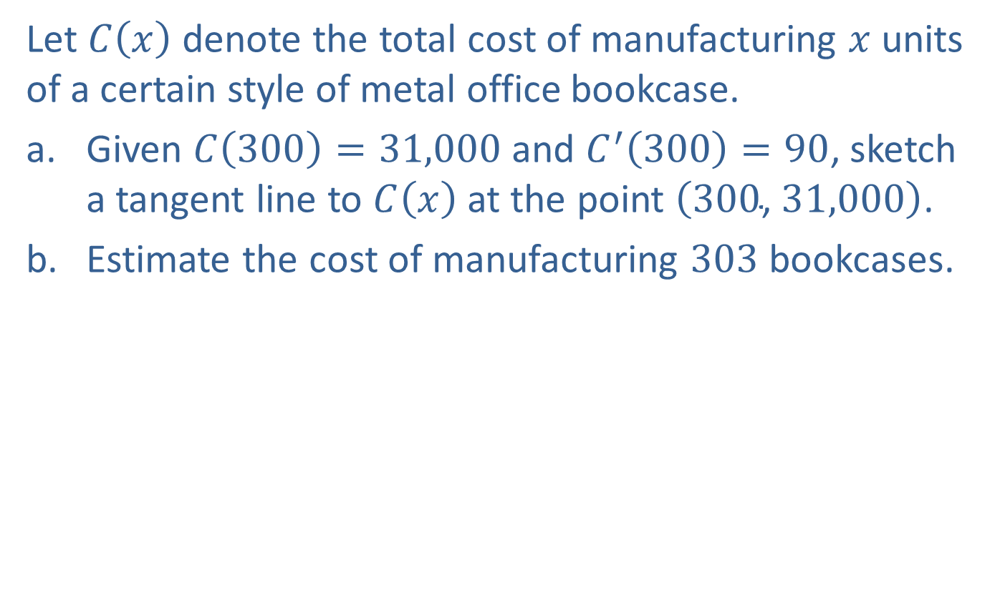 Let C(x) denote the total cost of manufacturing x units
of a certain style of metal office bookcase.
a. Given C(300) = 31,000 and C′(300) = 90, sketch
a tangent line to C(x) at the point (300, 31,000).
b. Estimate the cost of manufacturing 303 bookcases.